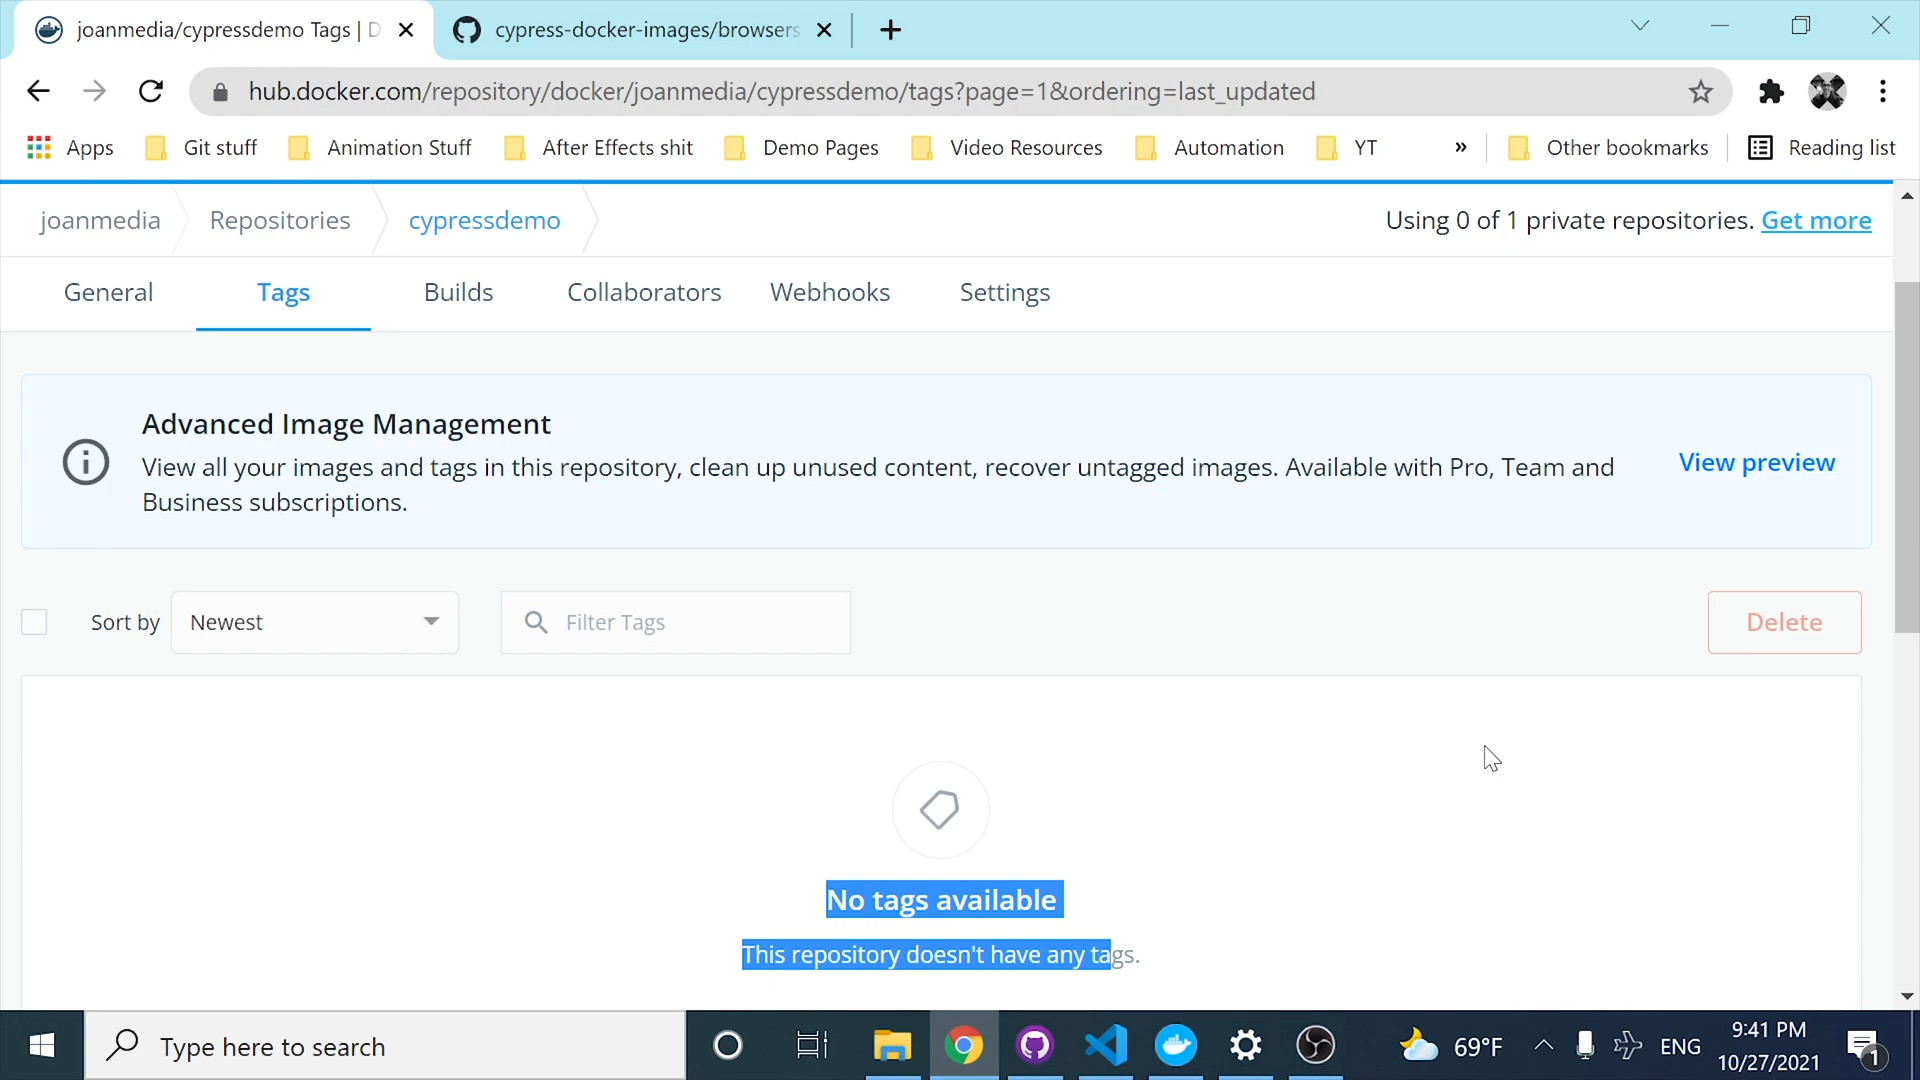 joanmedia/cypressdemo Tags | D
cypress-docker-images/browsers
hub.docker.com/repository/docker/joanmedia/cypressdemo/tags?page=1&ordering=last_updated
Apps
Git stuff
Animation Stuff
After Effects shit
Demo Pages
Video Resources
Automation
YT
»
Other bookmarks
Reading list
joanmedia
Repositories
cypressdemo
Using 0 of 1 private repositories. Get more
General
Tags
Builds
Collaborators
Webhooks
Settings
Advanced Image Management
View all your images and tags in this repository, clean up unused content, recover untagged images. Available with Pro, Team and
Business subscriptions.
View preview
Sort by
Newest
Filter Tags
Delete
No tags available
This repository doesn't have any tags.
Type here to search
69°F
ENG
9:41 PM
10/27/2021
1